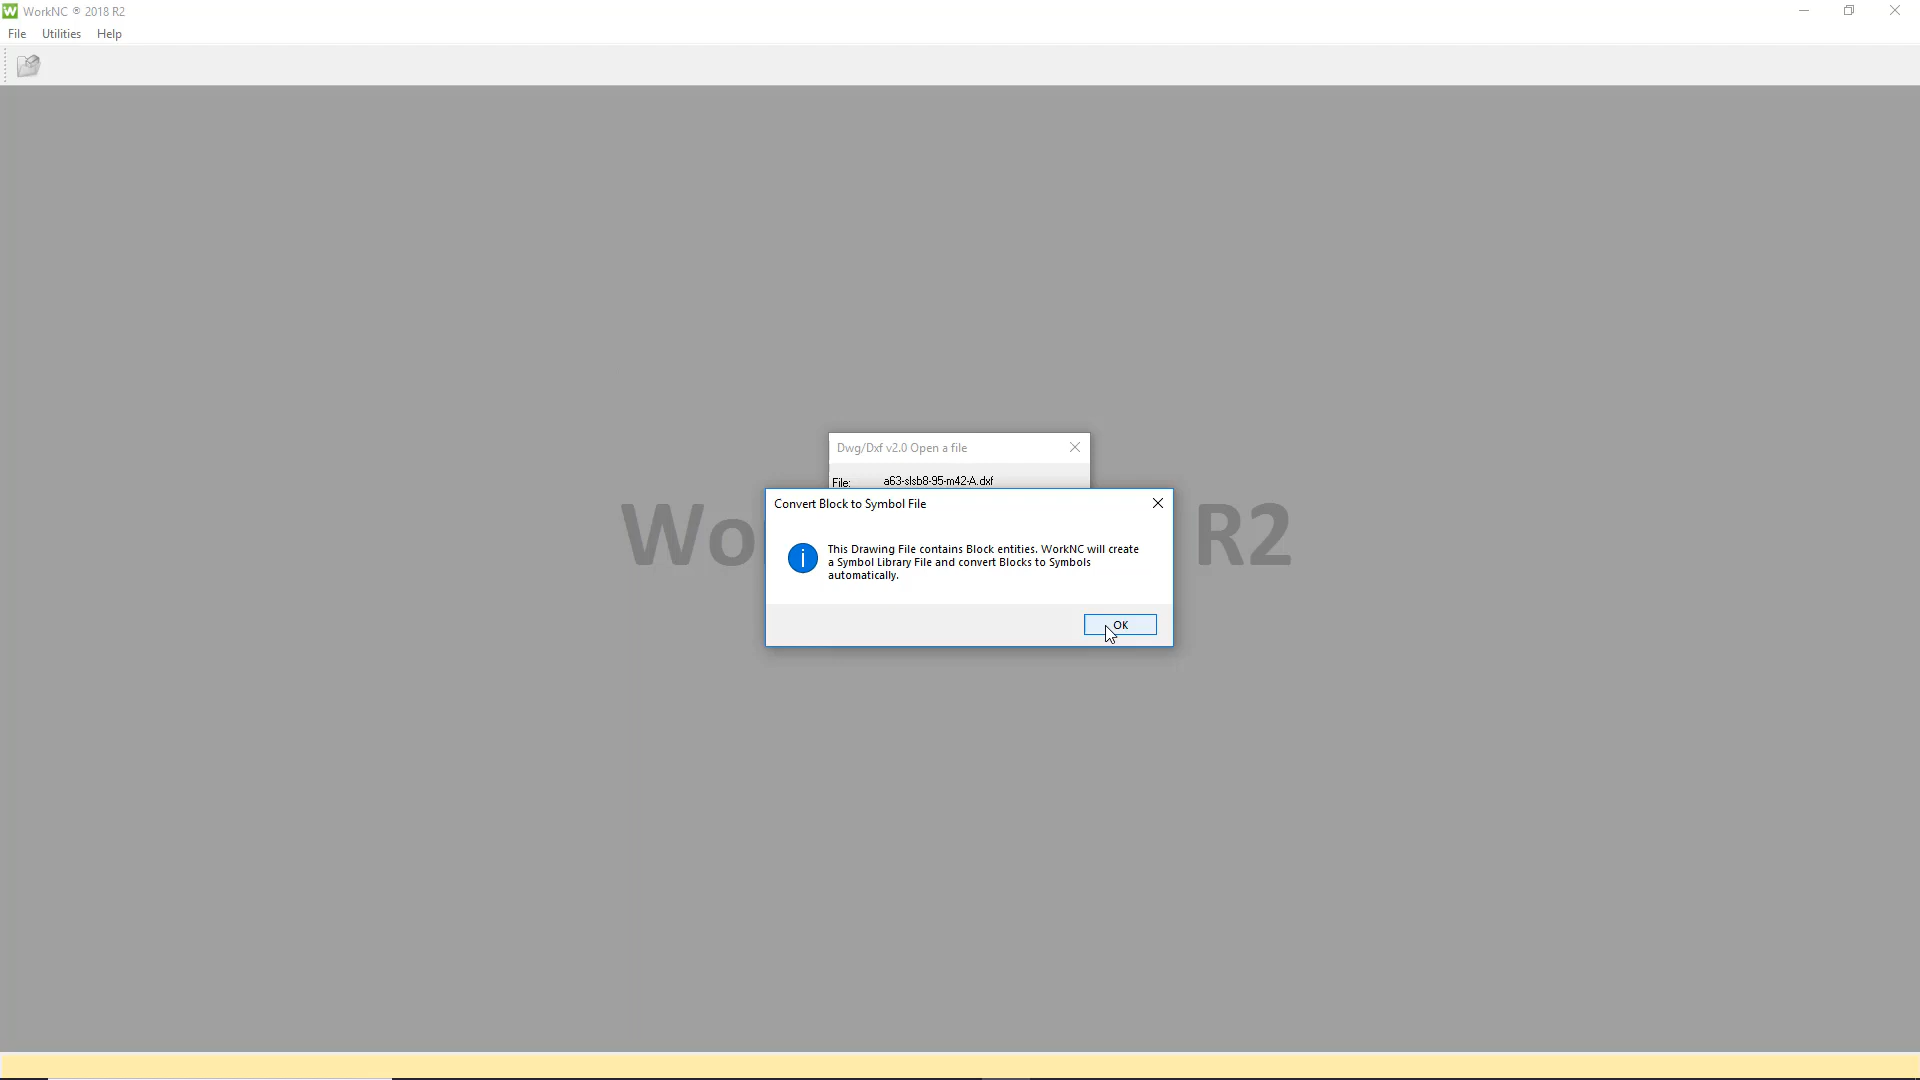 WorkNC ® 2018 R2
File Utilities Help
Dwg/Dxf v2.0 Open a file
File: a63-slsb8-95-m42-A.dxf
Convert Block to Symbol File
Wo R2
This Drawing File contains Block entities. WorkNC will create
a Symbol Library File and convert Blocks to Symbols
automatically.
OK